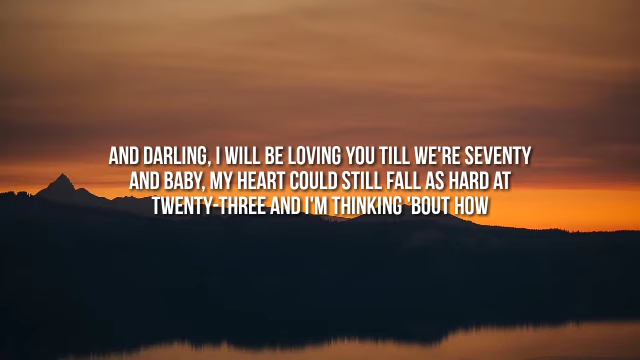 AND DARLING, I WILL BE LOVING YOU TILL WE'RE SEVENTY
AND BABY, MY HEART COULD STILL FALL AS HARD AT
TWENTY-THREE AND I'M THINKING 'BOUT HOW